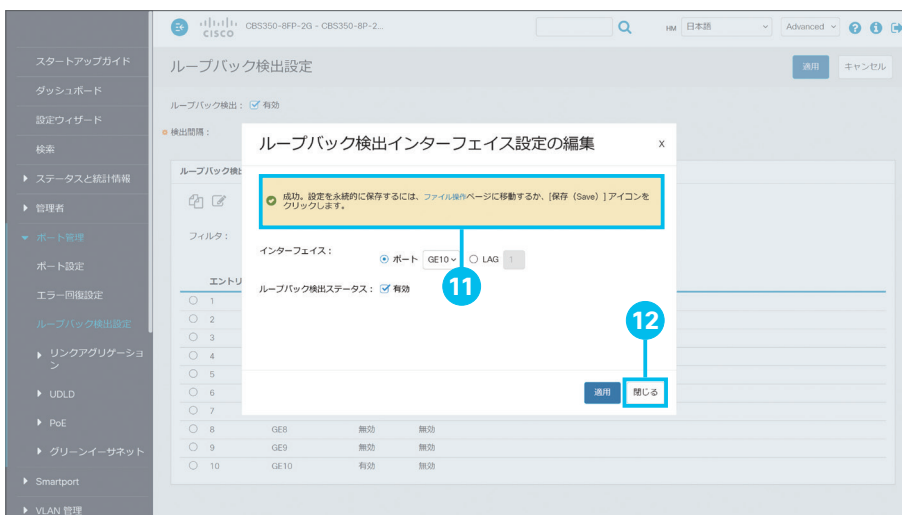 cisco
CBS350-8FP-2G - CBS350-8P-2...
HM
日本語
Advanced
スタートアップガイド
ダッシュボード
設定ウィザード
検索
ステータスと統計情報
管理者
ポート管理
ポート設定
エラー回復設定
ループバック検出設定
リンクアグリゲーショ
ン
UDLD
PoE
グリーンイーサネット
Smartport
VLAN 管理
ループバック検出設定
適用
キャンセル
ループバック検出：
有効
検出間隔：
ループバック検
フィルタ：
エントリ
1
2
3
4
5
6
7
8 GE8 無効 無効
9 GE9 無効 無効
10 GE10 有効 無効
ループバック検出インターフェイス設定の編集
x
成功。設定を永続的に保存するには、ファイル操作ページに移動するか、[保存（Save）] アイコンを
クリックします。
インターフェイス：
ポート GE10 LAG 1
ループバック検出ステータス： 有効
11
12
適用
閉じる